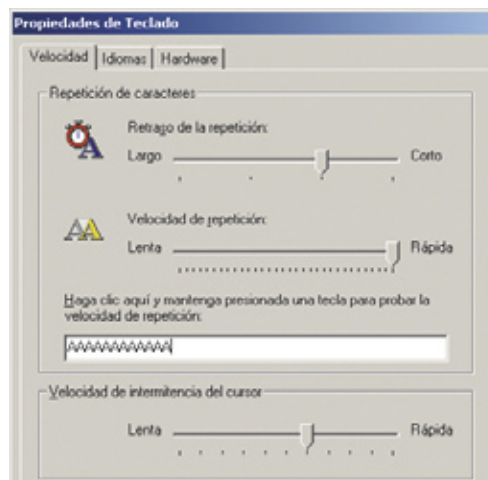 Propiedades de Teclado
Velocidad Idiomas Hardware
Repetición de caracteres
Retraso de la repetición:
Largo Corto
Velocidad de repetición:
Lenta Rápida
Haga clic aquí y mantenga presionada una tecla para probar la
velocidad de repetición:
AAAAAAAAAAAA
Velocidad de intermitencia del cursor
Lenta Rápida